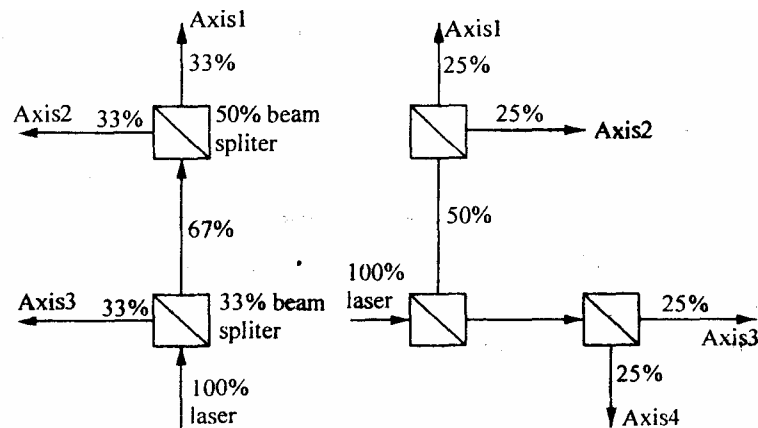 Axis1
33%
Axis2
33%
50% beam
spliter
67%
Axis3
33%
33% beam
spliter
100%
laser
Axis1
25%
25%
Axis2
50%
100%
laser
25%
Axis3
25%
Axis4